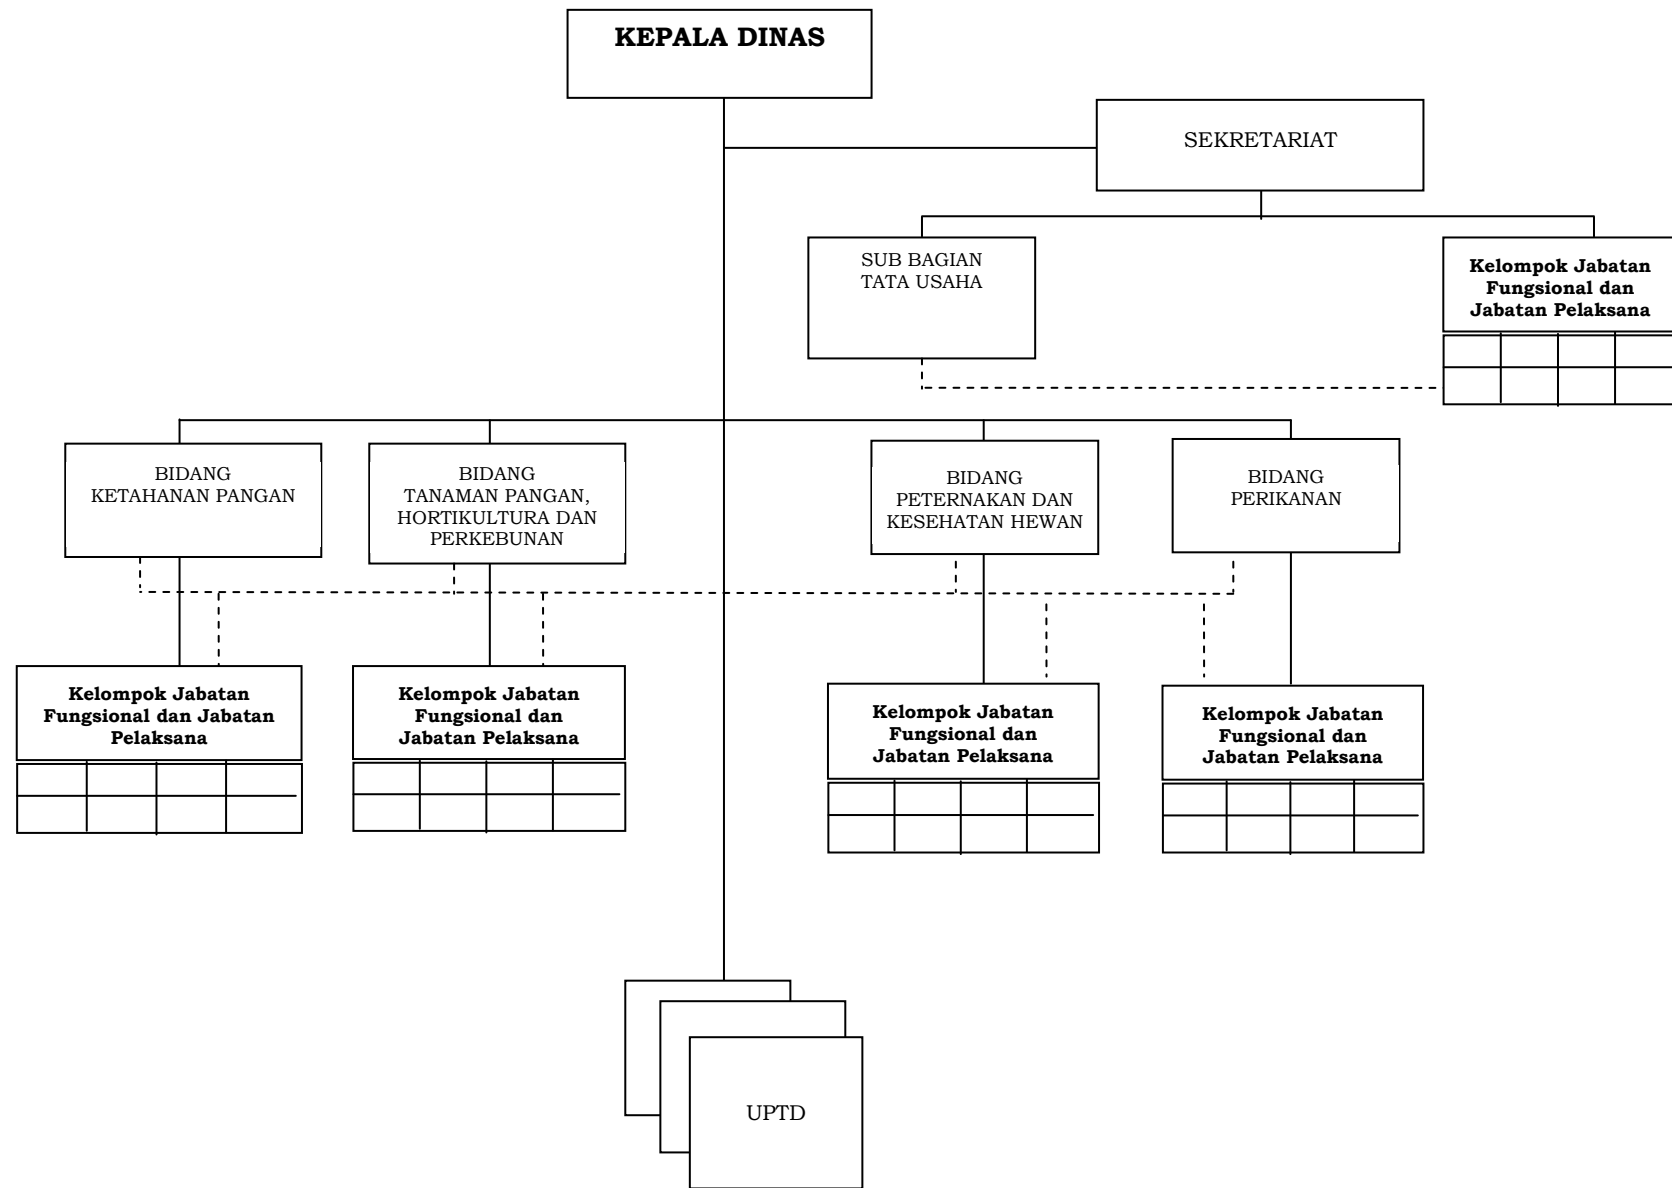 KEPALA DINAS
SEKRETARIAT
SUB BAGIAN
TATA USAHA
Kelompok Jabatan
Fungsional dan
Jabatan Pelaksana
BIDANG
KETAHANAN PANGAN
BIDANG
TANAMAN PANGAN,
HORTIKULTURA DAN
PERKEBUNAN
BIDANG
PETERNAKAN DAN
KESEHATAN HEWAN
BIDANG
PERIKANAN
Kelompok Jabatan
Fungsional dan Jabatan
Pelaksana
Kelompok Jabatan
Fungsional dan
Jabatan Pelaksana
Kelompok Jabatan
Fungsional dan
Jabatan Pelaksana
Kelompok Jabatan
Fungsional dan
Jabatan Pelaksana
UPTD